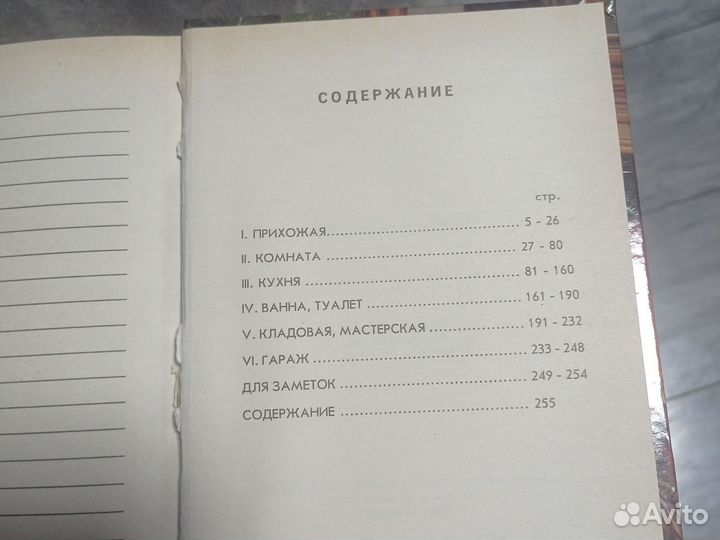 СОДЕРЖАНИЕ
стр.
I. ПРИХОЖАЯ.................................................. 5 - 26
II. КОМНАТА .............................................. 27 - 80
III. КУХНЯ .................................................. 81 - 160
IV. ВАННА, ТУАЛЕТ .................................. 161 - 190
V. КЛАДОВАЯ, МАСТЕРСКАЯ .................. 191 - 232
VI. ГАРАЖ ................................................ 233 - 248
ДЛЯ ЗАМЕТОК ........................................ 249 - 254
СОДЕРЖАНИЕ ........................................ 255
Avito